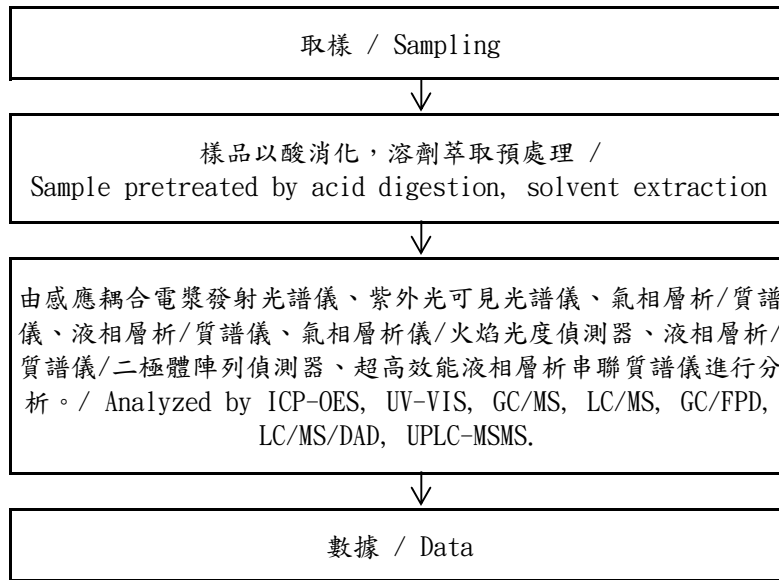 取樣 / Sampling
樣品以酸消化，溶劑萃取預處理 /
Sample pretreated by acid digestion, solvent extraction
由感應耦合電漿發射光譜儀、紫外光可見光譜儀、氣相層析/質譜
儀、液相層析/質譜儀、氣相層析儀/火焰光度偵測器、液相層析/
質譜儀/二極體陣列偵測器、超高效能液相層析串聯質譜儀進行分
析。/ Analyzed by ICP-OES, UV-VIS, GC/MS, LC/MS, GC/FPD,
LC/MS/DAD, UPLC-MSMS.
數據 / Data